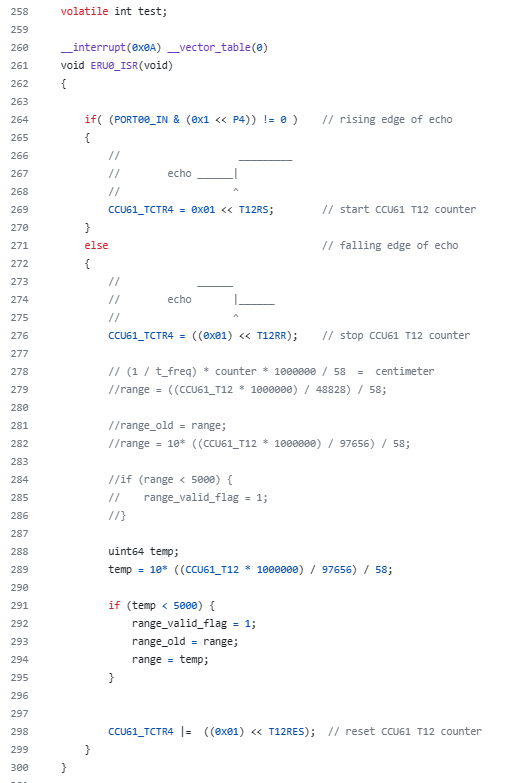 258 volatile int test;
259
260 __interrupt(0x0A) __vector_table(0)
261 void ERU0_ISR(void)
262 {
263
264     if( (PORT00_IN & (0x1 << P4)) != 0 )    // rising edge of echo
265     {
266         //                    _________
267         //        echo ______|
268         //                   ^
269         CCU61_TCTR4 = 0x01 << T12RS;        // start CCU61 T12 counter
270     }
271     else                                    // falling edge of echo
272     {
273         //             ______
274         //        echo       |______
275         //                   ^
276         CCU61_TCTR4 = ((0x01) << T12RR);    // stop CCU61 T12 counter
277
278         // (1 / t_freq) * counter * 1000000 / 58  =  centimeter
279         //range = ((CCU61_T12 * 1000000) / 48828) / 58;
280
281         //range_old = range;
282         //range = 10* ((CCU61_T12 * 1000000) / 97656) / 58;
283
284         //if (range < 5000) {
285         //    range_valid_flag = 1;
286         //}
287
288         uint64 temp;
289         temp = 10* ((CCU61_T12 * 1000000) / 97656) / 58;
290
291         if (temp < 5000) {
292             range_valid_flag = 1;
293             range_old = range;
294             range = temp;
295         }
296
297
298         CCU61_TCTR4 |=  ((0x01) << T12RES);  // reset CCU61 T12 counter
299     }
300 }